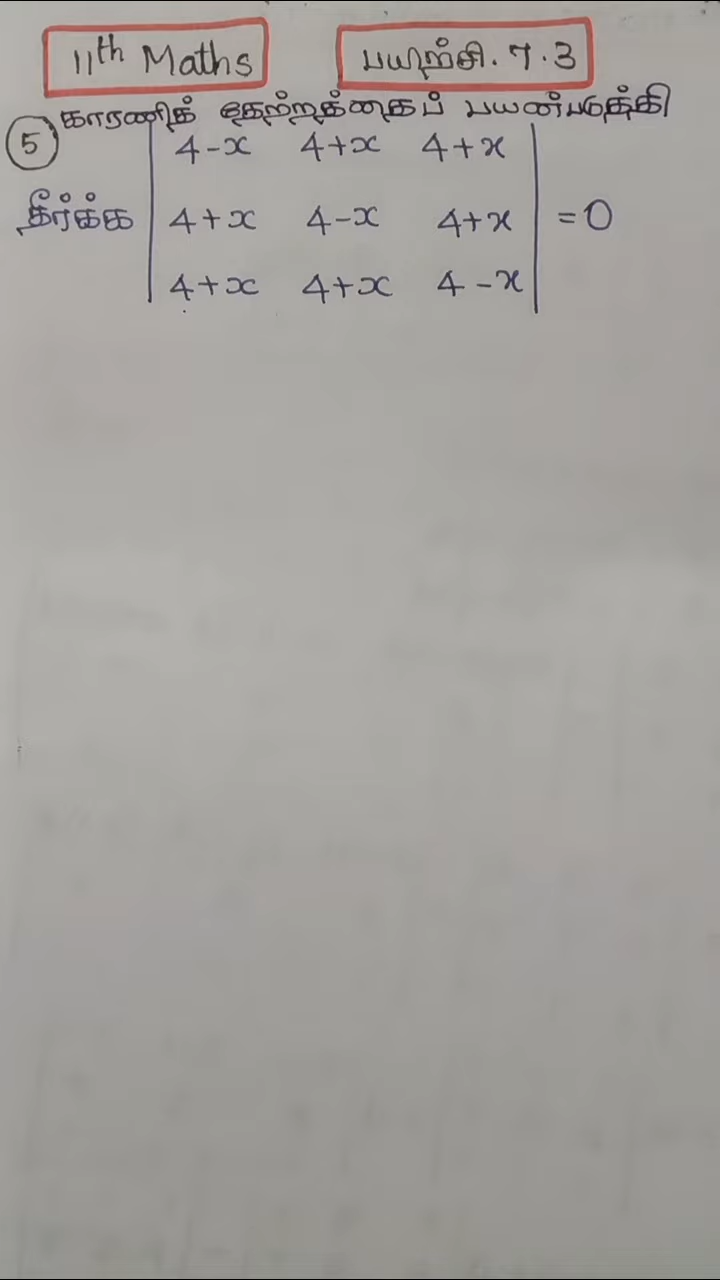 11th Maths பயிற்சி. 7.3
5 காரணித் தேற்றத்தைப் பயன்படுத்தி
4-x 4+x 4+x
தீர்க்க 4+x 4-x 4+x =0
4+x 4+x 4-x